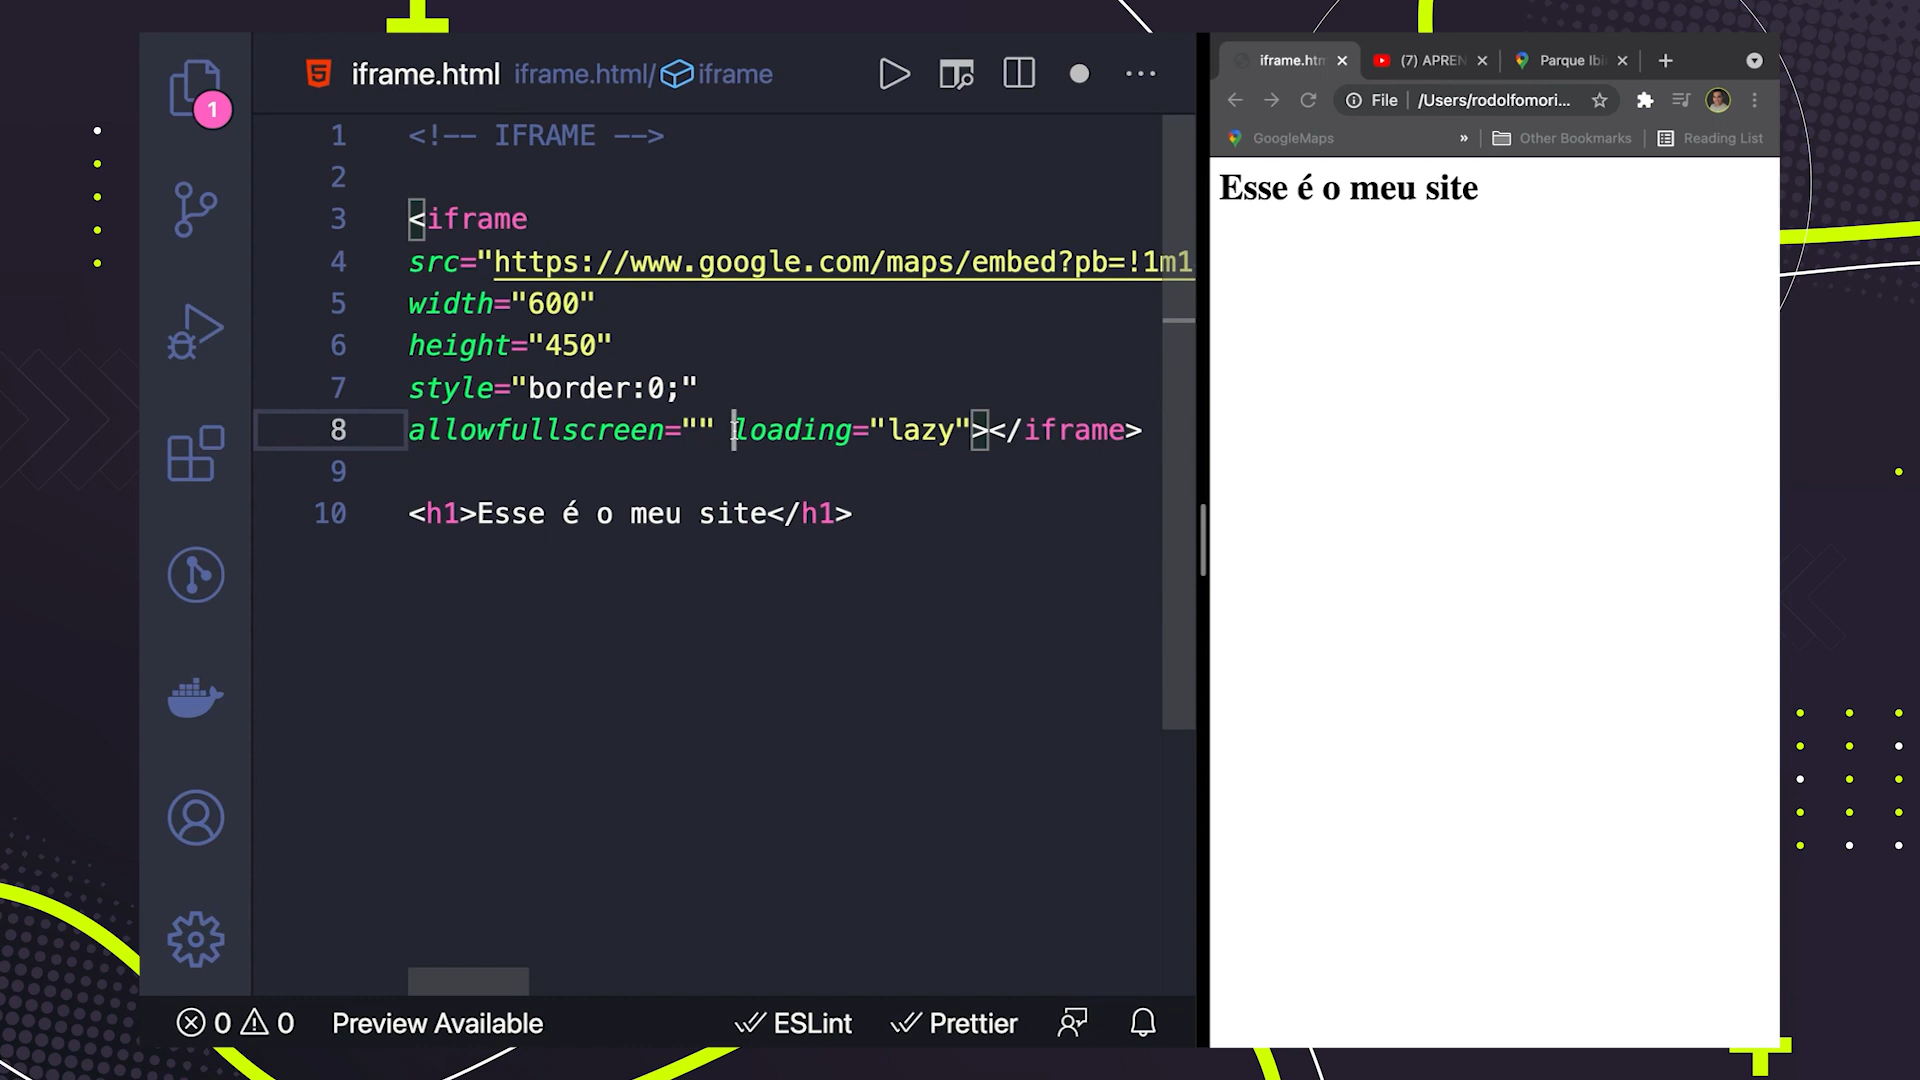 iframe.html iframe.html/ iframe
1 <!-- IFRAME -->
2
3 <iframe
4 src="https://www.google.com/maps/embed?pb=!1m1
5 width="600"
6 height="450"
7 style="border:0;"
8 allowfullscreen="" loading="lazy"></iframe>
9
10 <h1>Esse é o meu site</h1>
1
0 0 Preview Available ESLint Prettier
iframe.htm (7) APREN Parque Ibi
File /Users/rodolfomori...
GoogleMaps » Other Bookmarks Reading List
Esse é o meu site